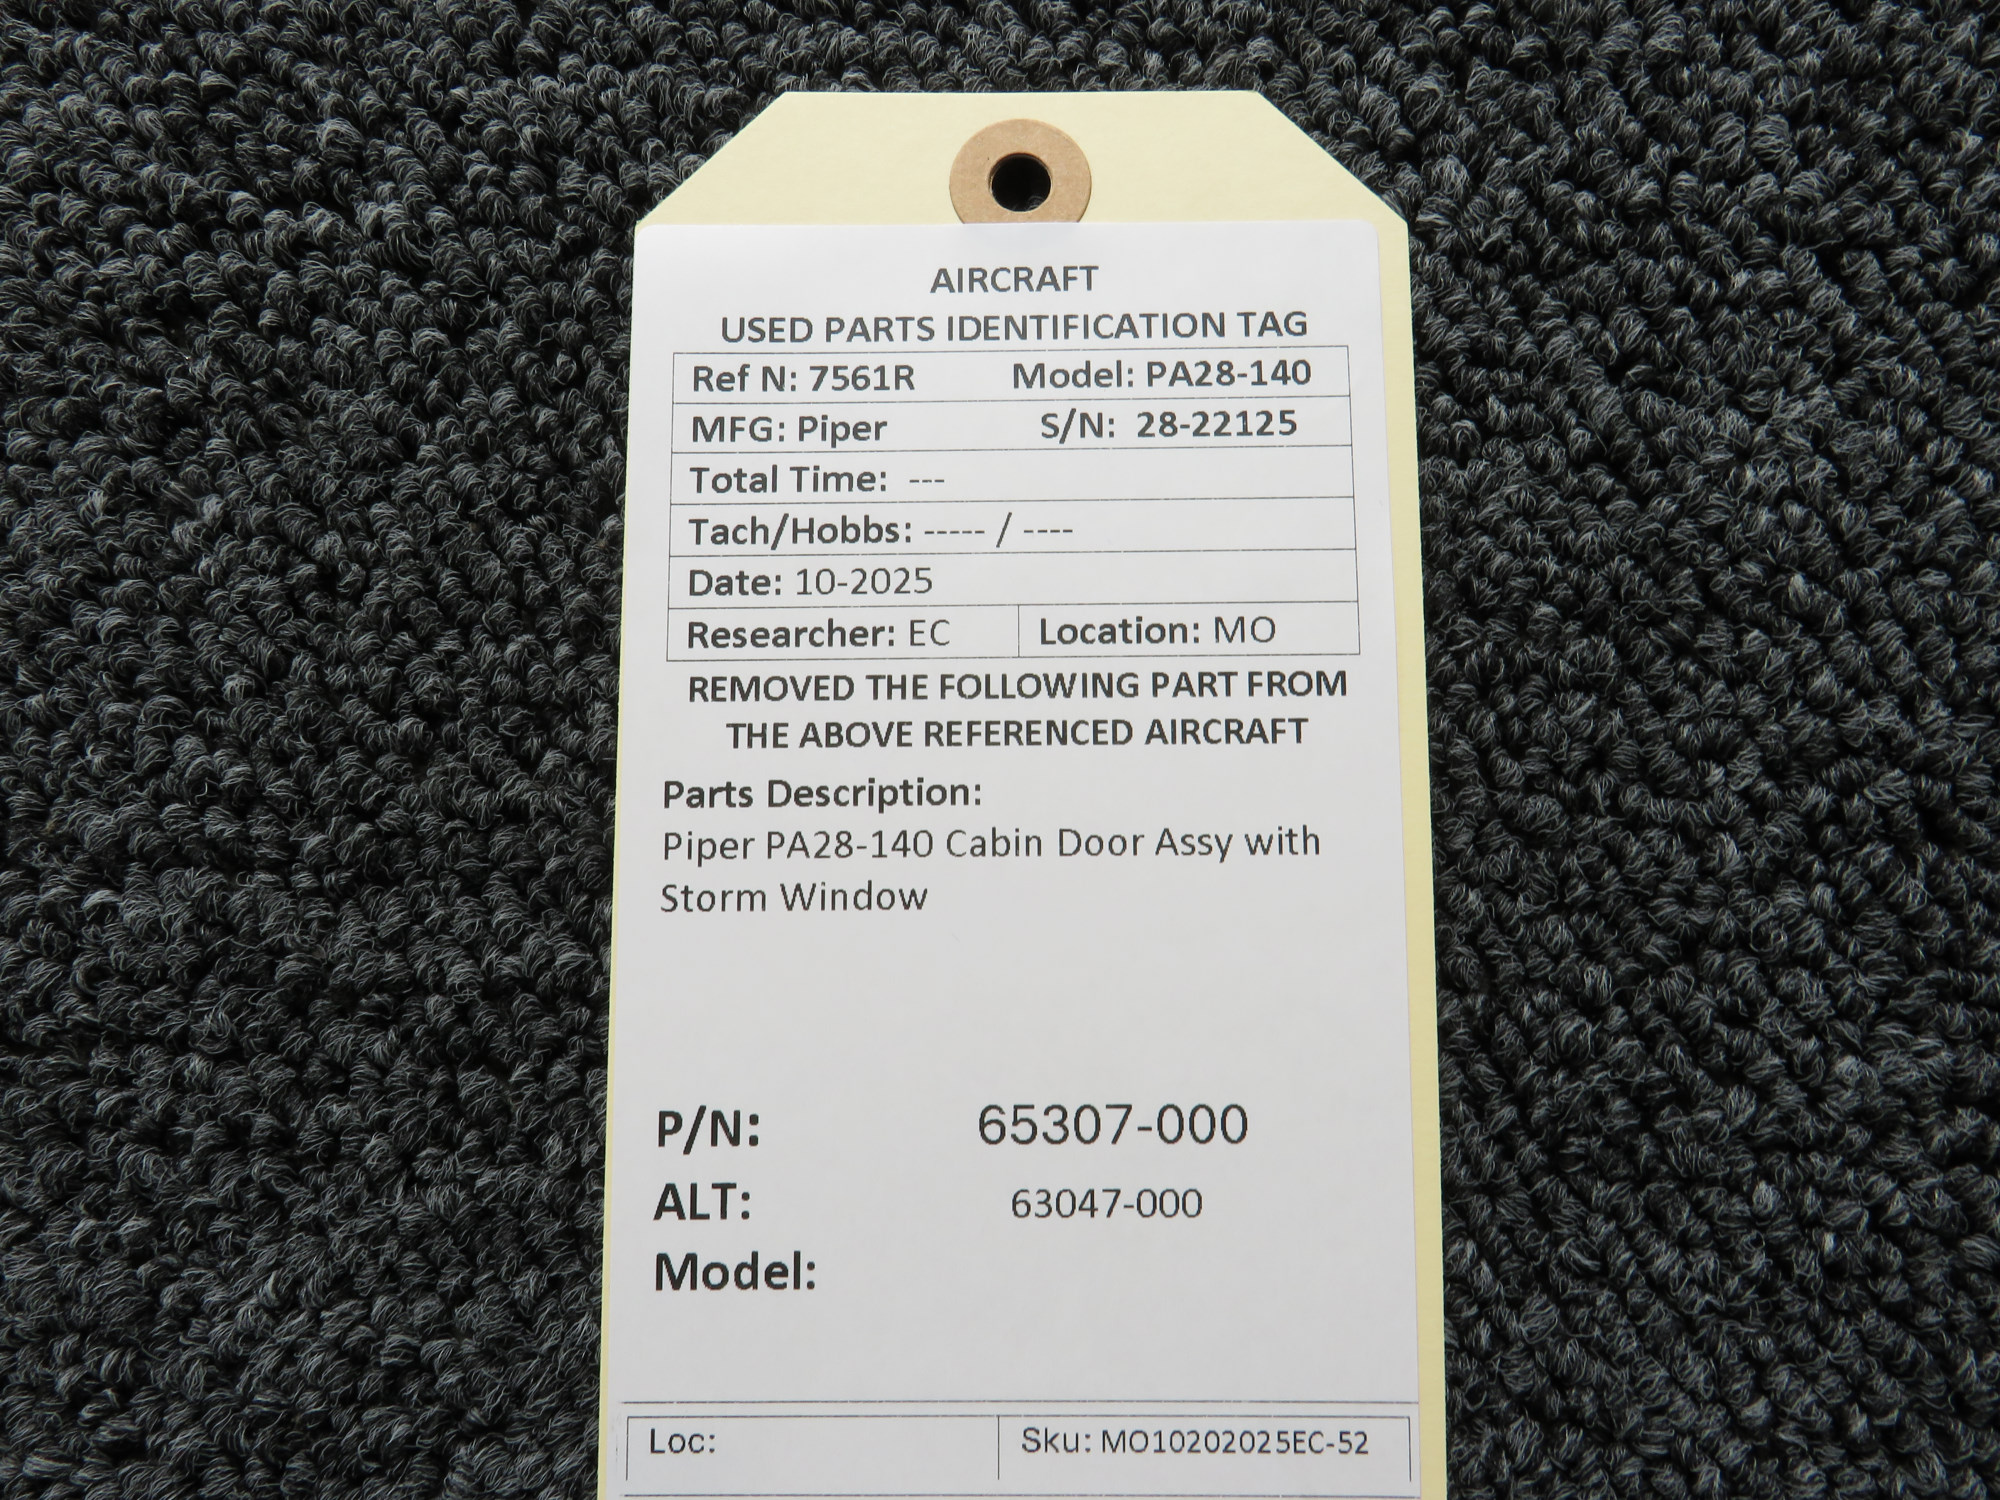 AIRCRAFT
USED PARTS IDENTIFICATION TAG
Ref N: 7561R Model: PA28-140
MFG: Piper S/N: 28-22125
Total Time: ---
Tach/Hobbs: ----- / ----
Date: 10-2025
Researcher: EC Location: MO
REMOVED THE FOLLOWING PART FROM
THE ABOVE REFERENCED AIRCRAFT
Parts Description:
Piper PA28-140 Cabin Door Assy with
Storm Window
P/N: 65307-000
ALT: 63047-000
Model:
Loc: Sku: MO10202025EC-52